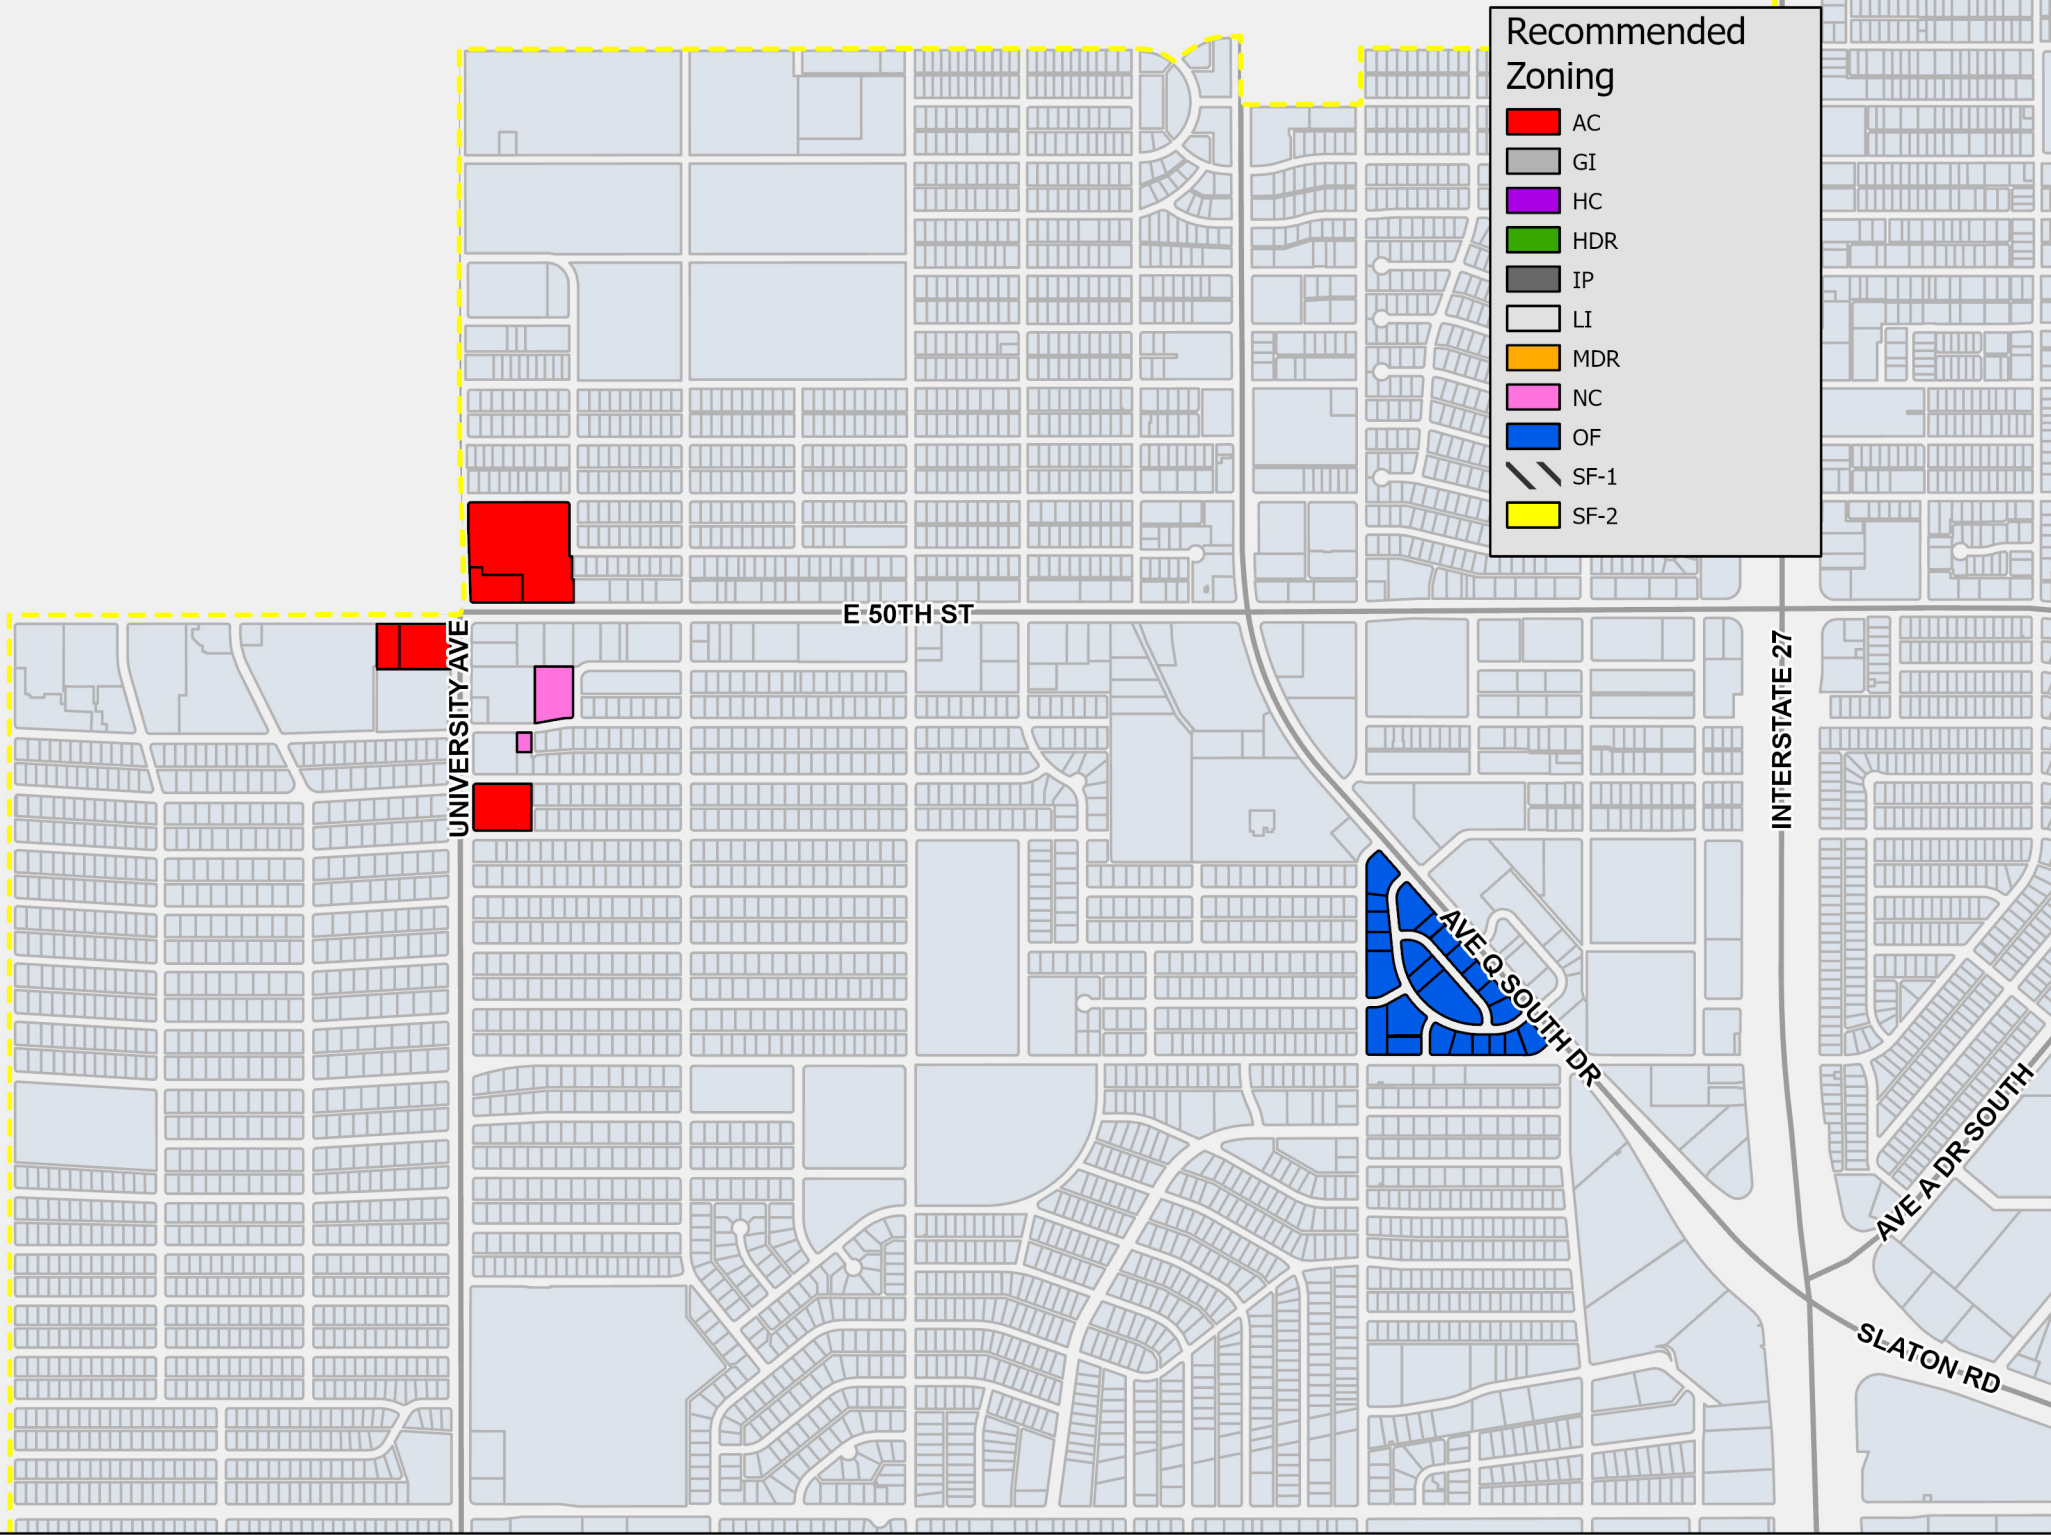 Recommended
Zoning
AC
GI
HC
HDR
IP
LI
MDR
NC
OF
SF-1
SF-2
E 50TH ST
UNIVERSITY AVE
INTERSTATE 27
AVE Q SOUTH DR
AVE A DR SOUTH
SLATON RD